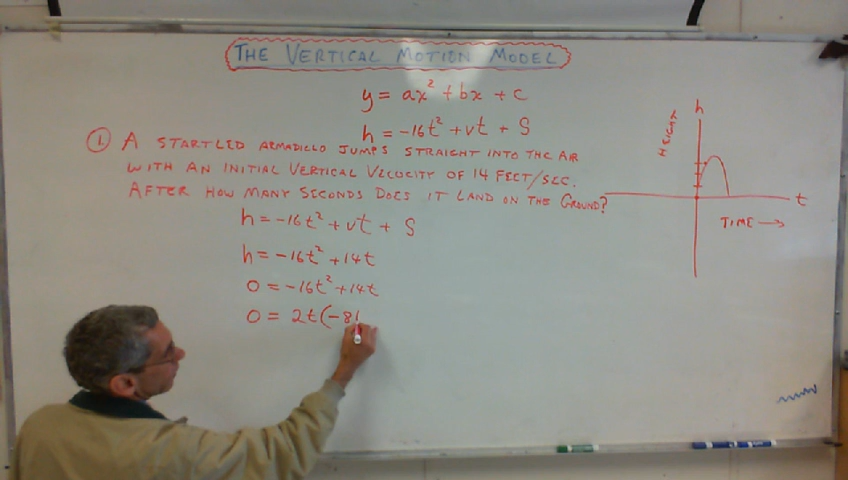 THE VERTICAL MOTION MODEL
y = ax² + bx + c
h = -16t² + vt + S
① A STARTLED ARMADILLO JUMPS STRAIGHT INTO THE AIR
WITH AN INITIAL VERTICAL VELOCITY OF 14 FEET/SEC.
AFTER HOW MANY SECONDS DOES IT LAND ON THE GROUND?
h = -16t² + vt + S
h = -16t² + 14t
0 = -16t² + 14t
0 = 2t(-8t
h
HEIGHT
t
TIME →